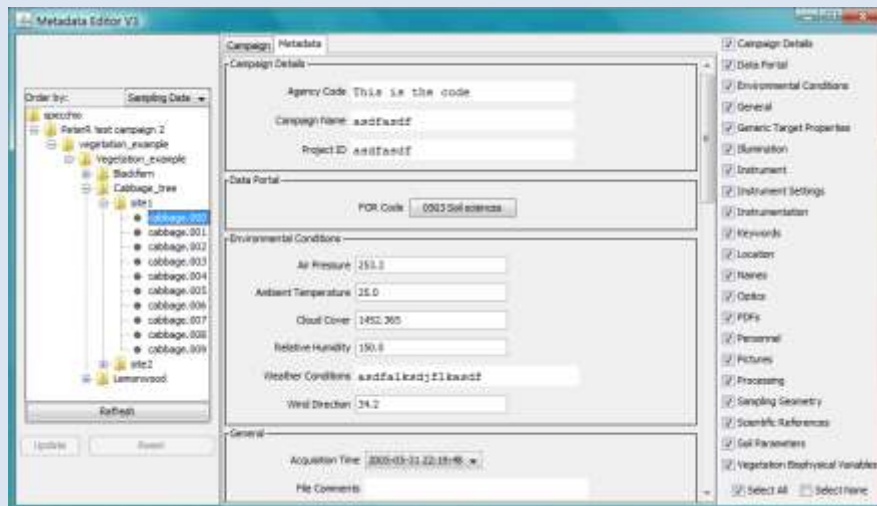 Metadata Editor V3
Campaign
Metadata
Order by:
Sampling Date
specchio
PeterR test campaign 2
vegetation_example
Vegetation_example
Blackfern
Cabbage_tree
site1
cabbage.000
cabbage.001
cabbage.002
cabbage.003
cabbage.004
cabbage.005
cabbage.006
cabbage.007
cabbage.008
cabbage.009
site2
Lemonwood
Refresh
Update
Reset
Campaign Details
Agency Code This is the code
Campaign Name asdfasdf
Project ID asdfasdf
Data Portal
FOR Code 0503 Soil sciences
Environmental Conditions
Air Pressure 253.2
Ambient Temperature 25.0
Cloud Cover 1452.365
Relative Humidity 150.0
Weather Conditions asdfalksdjflkasdf
Wind Direction 34.2
General
Acquisition Time 2005-03-31 22:19:48
File Comments
Campaign Details
Data Portal
Environmental Conditions
General
Generic Target Properties
Illumination
Instrument
Instrument Settings
Instrumentation
Keywords
Location
Names
Optics
PDFs
Personnel
Pictures
Processing
Sampling Geometry
Scientific References
Soil Parameters
Vegetation Biophysical Variables
Select All
Select None